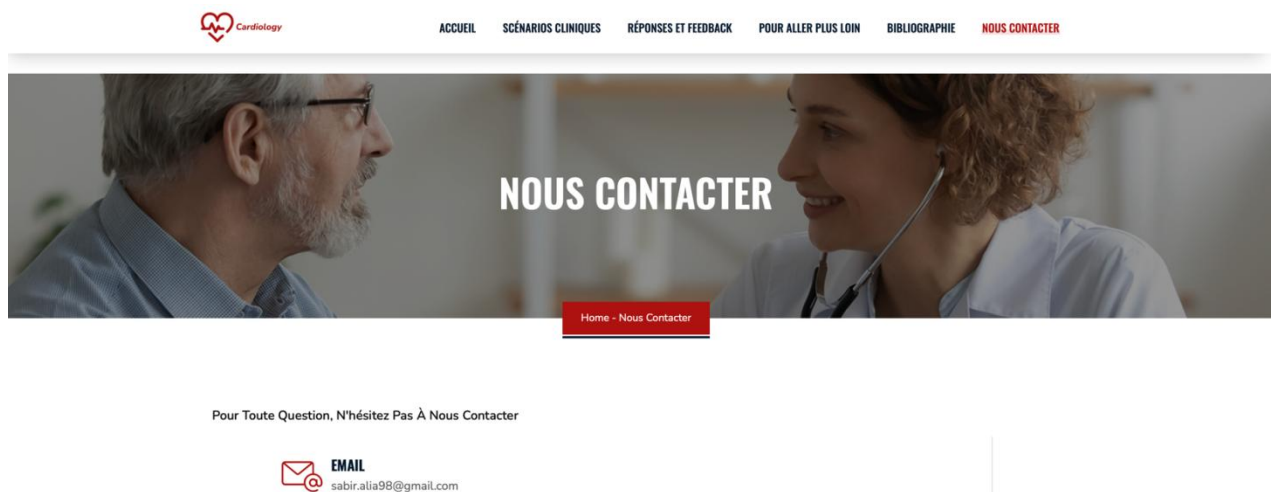 Cardiology
ACCUEIL SCÉNARIOS CLINIQUES RÉPONSES ET FEEDBACK POUR ALLER PLUS LOIN BIBLIOGRAPHIE NOUS CONTACTER
NOUS CONTACTER
Home - Nous Contacter
Pour Toute Question, N'hésitez Pas À Nous Contacter
EMAIL
sabir.alia98@gmail.com